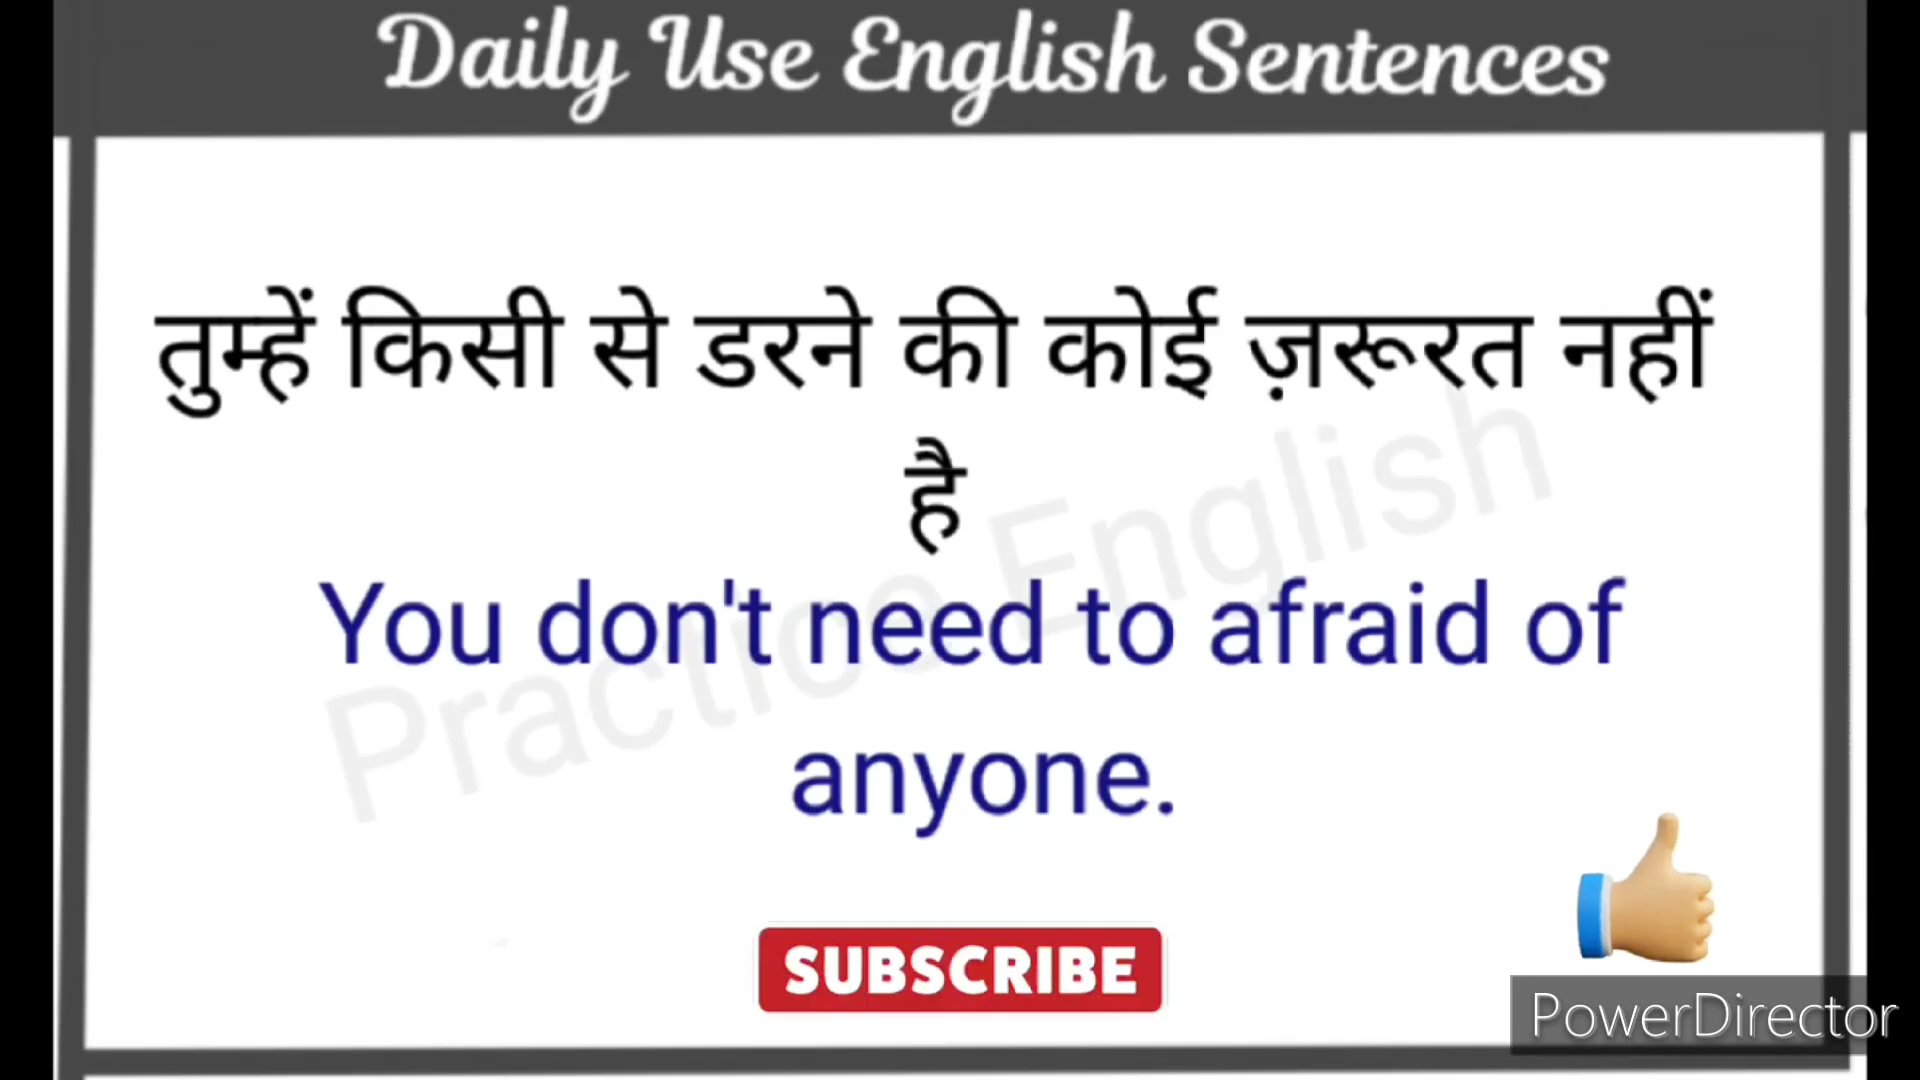 Daily Use English Sentences
तुम्हें किसी से डरने की कोई ज़रूरत नहीं
है
Practice English
You don't need to afraid of
anyone.
SUBSCRIBE
PowerDirector